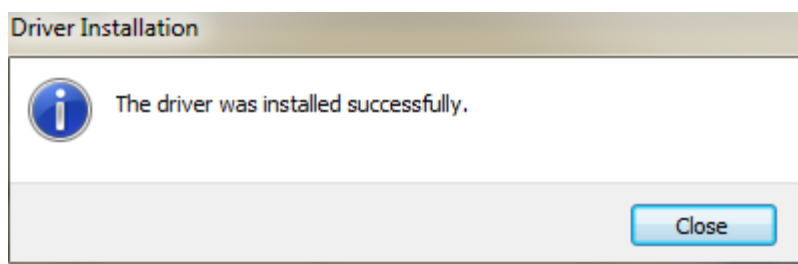 Driver Installation
The driver was installed successfully.
Close